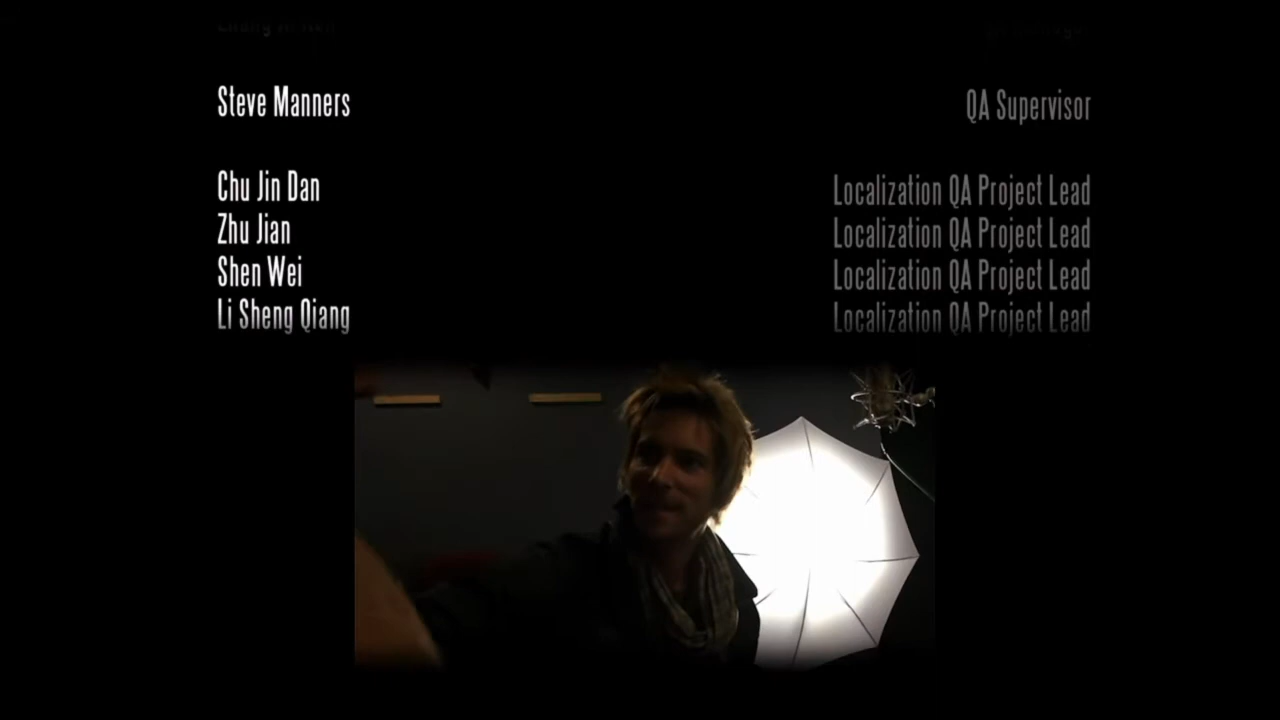 Steve Manners QA Supervisor
Chu Jin Dan Localization QA Project Lead
Zhu Jian Localization QA Project Lead
Shen Wei Localization QA Project Lead
Li Sheng Qiang Localization QA Project Lead